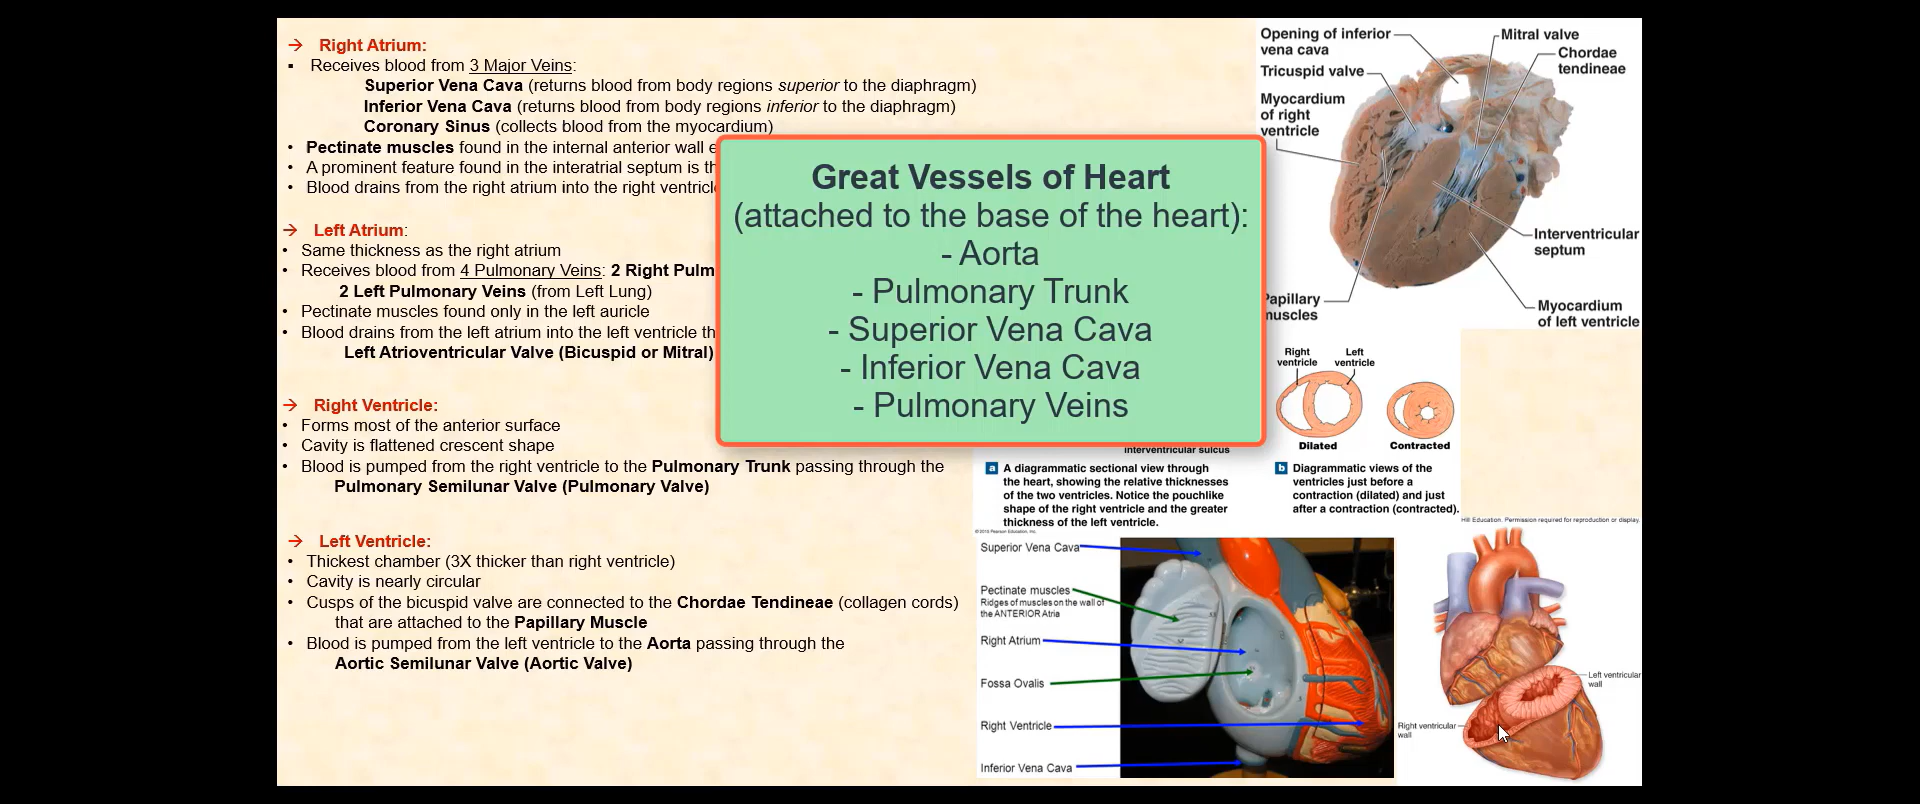 → Right Atrium:
▪ Receives blood from 3 Major Veins:
Superior Vena Cava (returns blood from body regions superior to the diaphragm)
Inferior Vena Cava (returns blood from body regions inferior to the diaphragm)
Coronary Sinus (collects blood from the myocardium)
• Pectinate muscles found in the internal anterior wall
• A prominent feature found in the interatrial septum is
• Blood drains from the right atrium into the right
→ Left Atrium:
• Same thickness as the right atrium
• Receives blood from 4 Pulmonary Veins: 2 Right
2 Left Pulmonary Veins (from Left Lung)
• Pectinate muscles found only in the left auricle
• Blood drains from the left atrium into the left ventricle
Left Atrioventricular Valve (Bicuspid or Mitral)
→ Right Ventricle:
• Forms most of the anterior surface
• Cavity is flattened crescent shape
• Blood is pumped from the right ventricle to the Pulmonary Trunk passing through the
Pulmonary Semilunar Valve (Pulmonary Valve)
→ Left Ventricle:
• Thickest chamber (3X thicker than right ventricle)
• Cavity is nearly circular
• Cusps of the bicuspid valve are connected to the Chordae Tendineae (collagen cords)
that are attached to the Papillary Muscle
• Blood is pumped from the left ventricle to the Aorta passing through the
Aortic Semilunar Valve (Aortic Valve)
Great Vessels of Heart
(attached to the base of the heart):
- Aorta
- Pulmonary Trunk
- Superior Vena Cava
- Inferior Vena Cava
- Pulmonary Veins
Opening of inferior
vena cava
Tricuspid valve
Myocardium
of right
ventricle
Papillary
muscles
Mitral valve
Chordae
tendineae
Interventricular
septum
Myocardium
of left ventricle
Right
ventricle
Left
ventricle
Dilated
Contracted
interventricular sulcus
a A diagrammatic sectional view through
the heart, showing the relative thicknesses
of the two ventricles. Notice the pouchlike
shape of the right ventricle and the greater
thickness of the left ventricle.
© 2015 Pearson Education, Inc.
b Diagrammatic views of the
ventricles just before a
contraction (dilated) and just
after a contraction (contracted).
Hill Education. Permission required for reproduction or display.
Superior Vena Cava
Pectinate muscles
Ridges of muscles on the wall of
the ANTERIOR Atria
Right Atrium
Fossa Ovalis
Right Ventricle
Inferior Vena Cava
Left ventricular
wall
Right ventricular
wall